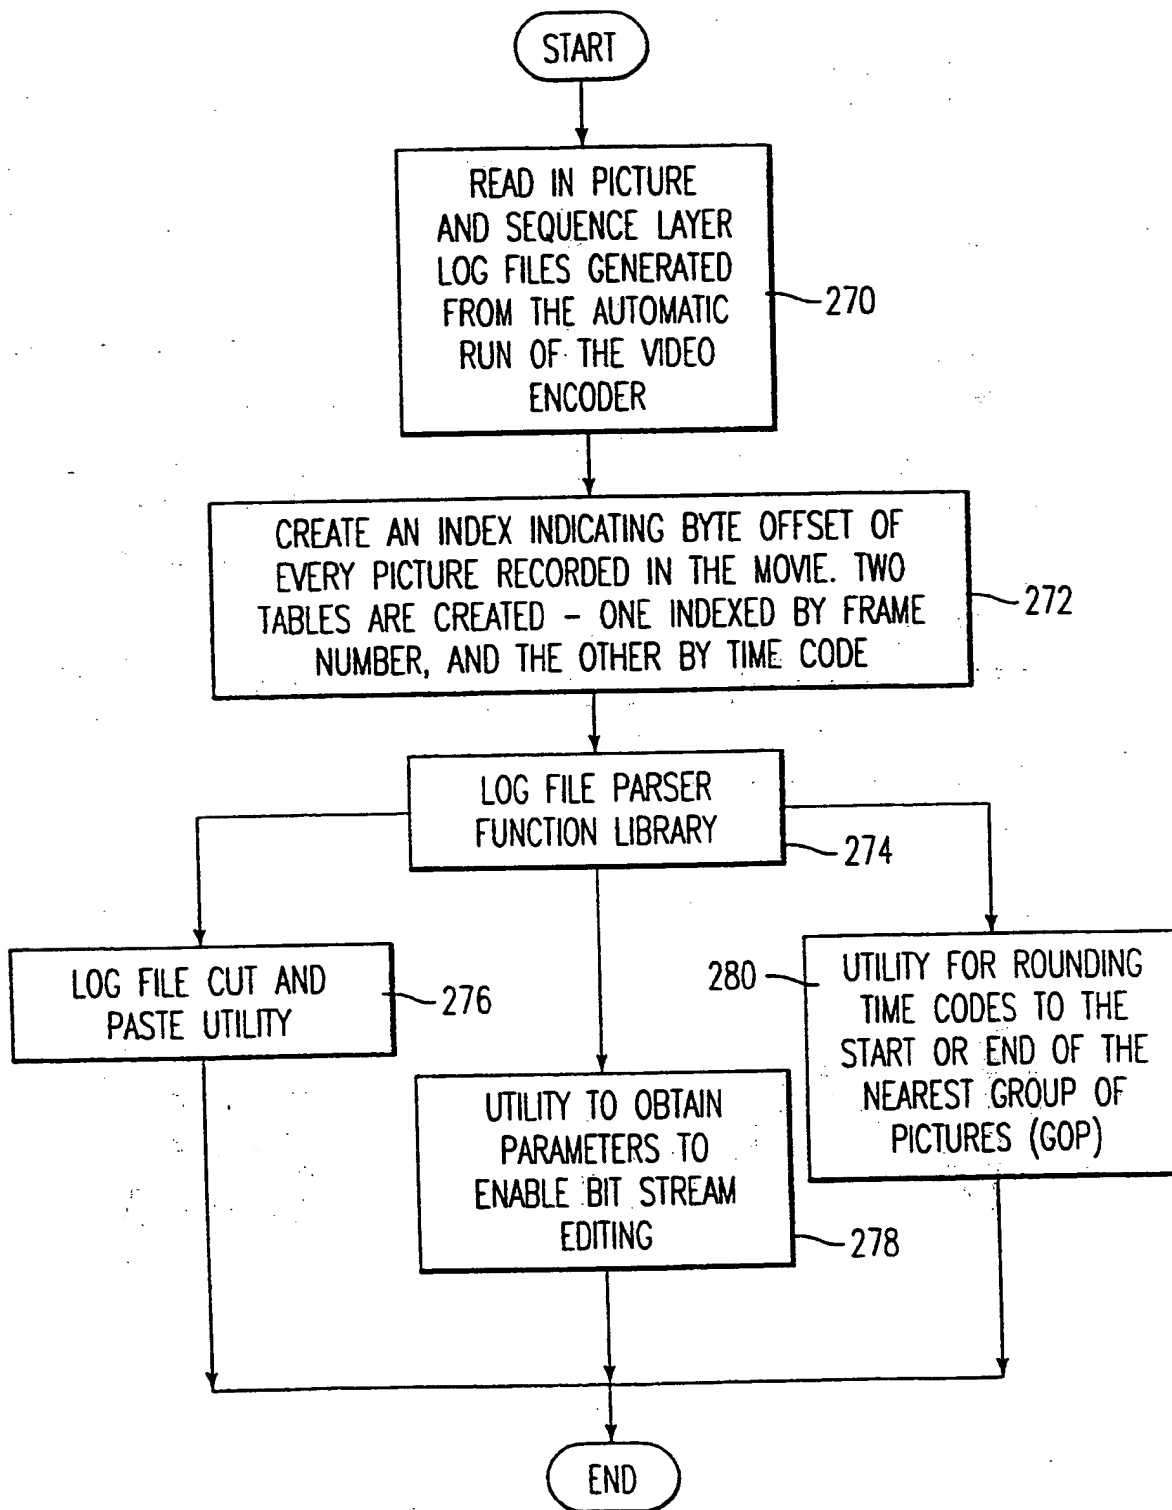 START
READ IN PICTURE
AND SEQUENCE LAYER
LOG FILES GENERATED
FROM THE AUTOMATIC
RUN OF THE VIDEO
ENCODER
270
CREATE AN INDEX INDICATING BYTE OFFSET OF
EVERY PICTURE RECORDED IN THE MOVIE. TWO
TABLES ARE CREATED – ONE INDEXED BY FRAME
NUMBER, AND THE OTHER BY TIME CODE
272
LOG FILE PARSER
FUNCTION LIBRARY
274
LOG FILE CUT AND
PASTE UTILITY
276
UTILITY TO OBTAIN
PARAMETERS TO
ENABLE BIT STREAM
EDITING
278
280
UTILITY FOR ROUNDING
TIME CODES TO THE
START OR END OF THE
NEAREST GROUP OF
PICTURES (GOP)
END